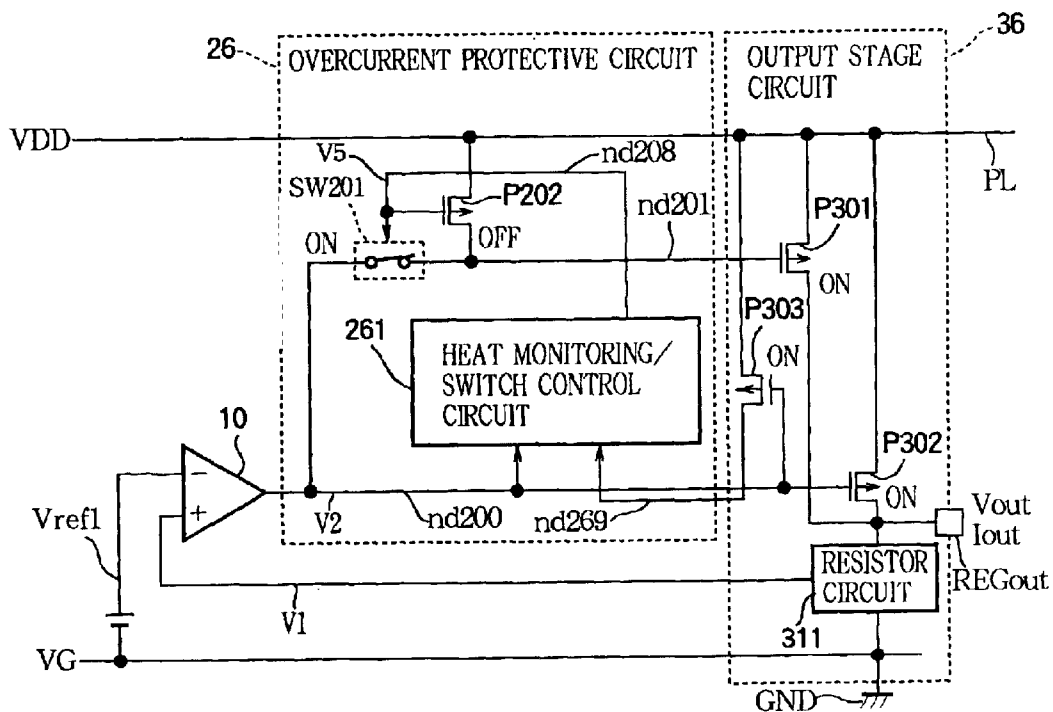 26
OVERCURRENT PROTECTIVE CIRCUIT
OUTPUT STAGE
CIRCUIT
36
VDD
V5
nd208
PL
SW201
P202
nd201
P301
ON
OFF
ON
P303
261
HEAT MONITORING/
SWITCH CONTROL
CIRCUIT
ON
10
P302
−
ON
Vout
Iout
Vref1
+
V2
nd200
nd269
RESISTOR
CIRCUIT
REGout
V1
311
VG
GND